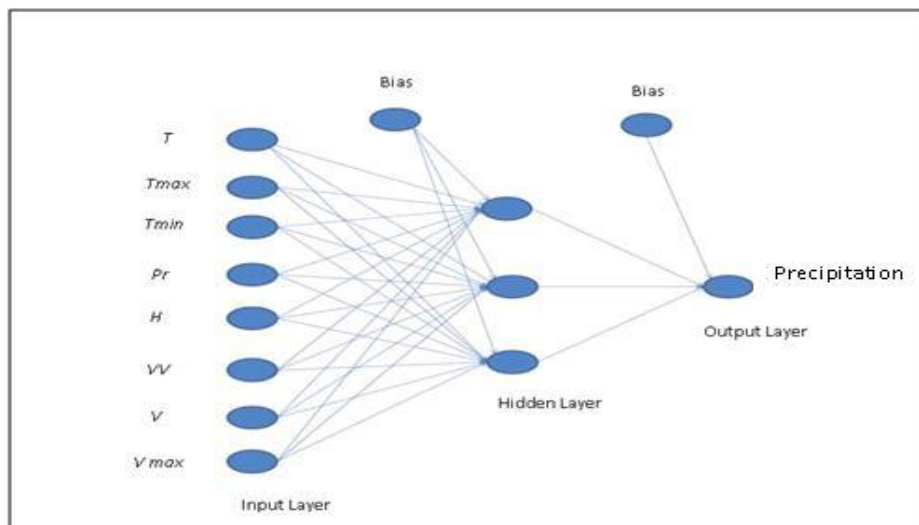 Bias
Bias
T
Tmax
Tmin
Pr
H
VV
V
V max
Precipitation
Output Layer
Hidden Layer
Input Layer